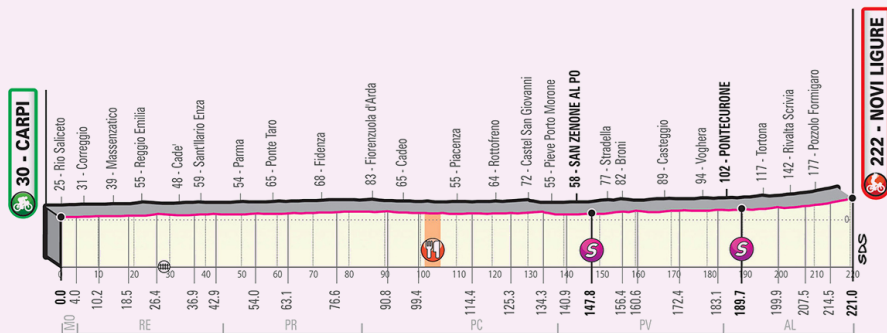 30 - CARPI
25 - Rio Saliceto
31 - Correggio
39 - Massenzatico
55 - Reggio Emilia
48 - Cade'
59 - Sant'Ilario Enza
54 - Parma
65 - Ponte Taro
68 - Fidenza
83 - Fiorenzuola d'Arda
65 - Cadeo
55 - Piacenza
64 - Rottofreno
72 - Castel San Giovanni
55 - Pieve Porto Morone
58 - SAN ZENONE AL PO
77 - Stradella
82 - Broni
89 - Casteggio
94 - Voghera
102 - PONTECURONE
117 - Tortona
142 - Rivalta Scrivia
177 - Pozzolo Formigaro
222 - NOVI LIGURE
0
S
S
SDS
0 10 20 30 40 50 60 70 80 90 100 110 120 130 140 150 160 170 180 190 200 210 220
0.0 4.0 10.2 18.5 26.4 36.9 42.9 54.0 63.1 76.6 90.8 99.4 114.4 125.3 134.3 140.9 147.8 156.4 160.5 172.4 183.1 189.7 199.9 207.5 214.5 221.0
MO RE PR PC PV AL